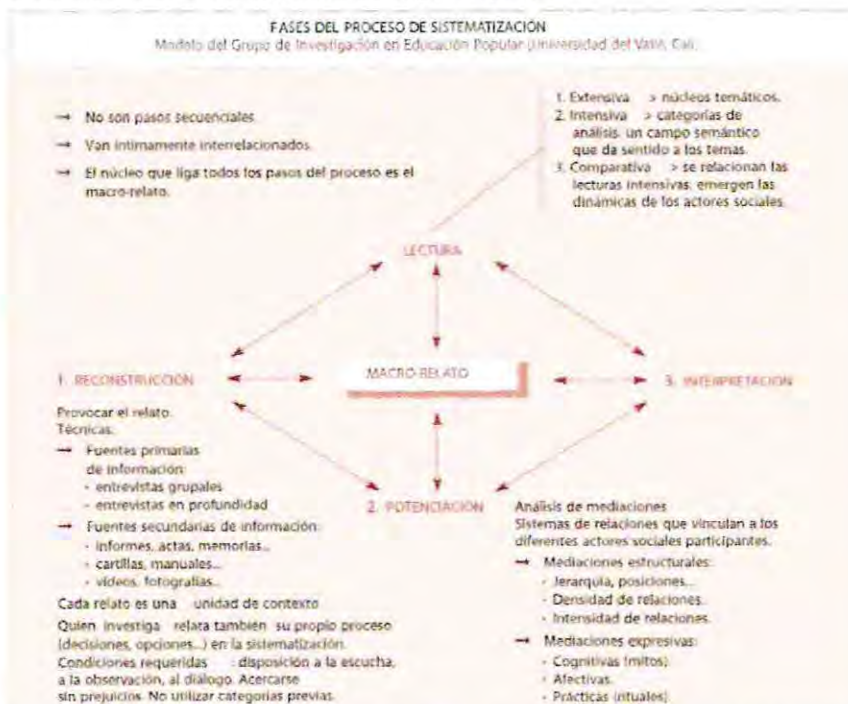 FASES DEL PROCESO DE SISTEMATIZACIÓN
Modelo del Grupo de Investigación en Educación Popular (Universidad del Valle, Cali.
→ No son pasos secuenciales.
→ Van intimamente interrelacionados.
→ El núcleo que liga todos los pasos del proceso es el
macro-relato.
1. Extensiva > núcleos temáticos.
2. Intensiva > categorías de
análisis, un campo semántico
que da sentido a los temas.
3. Comparativa > se relacionan las
lecturas intensivas, emergen las
dinámicas de los actores sociales.
LECTURA
1. RECONSTRUCCIÓN
MACRO-RELATO
3. INTERPRETACIÓN
Provocar el relato.
Técnicas:
→ Fuentes primarias
de información:
- entrevistas grupales
- entrevistas en profundidad
→ Fuentes secundarias de información:
- informes, actas, memorias...
- cartillas, manuales...
- vídeos, fotografías...
Cada relato es una unidad de contexto
Quien investiga relata también su propio proceso
(decisiones, opciones...) en la sistematización.
Condiciones requeridas : disposición a la escucha,
a la observación, al diálogo. Acercarse
sin prejuicios. No utilizar categorías previas.
2. POTENCIACIÓN
Análisis de mediaciones
Sistemas de relaciones que vinculan a los
diferentes actores sociales participantes.
→ Mediaciones estructurales:
- Jerarquía, posiciones...
- Densidad de relaciones.
- Intensidad de relaciones.
→ Mediaciones expresivas:
- Cognitivas (mitos).
- Afectivas.
- Prácticas (rituales).